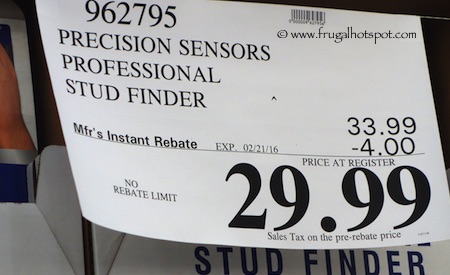 962795
© www.frugalhotspot.com
PRECISION SENSORS
PROFESSIONAL
STUD FINDER
33.99
Mfr's Instant Rebate EXP. 02/21/16 -4.00
PRICE AT REGISTER
NO
REBATE LIMIT
29.99
Sales Tax on the pre-rebate price
STUD FINDER